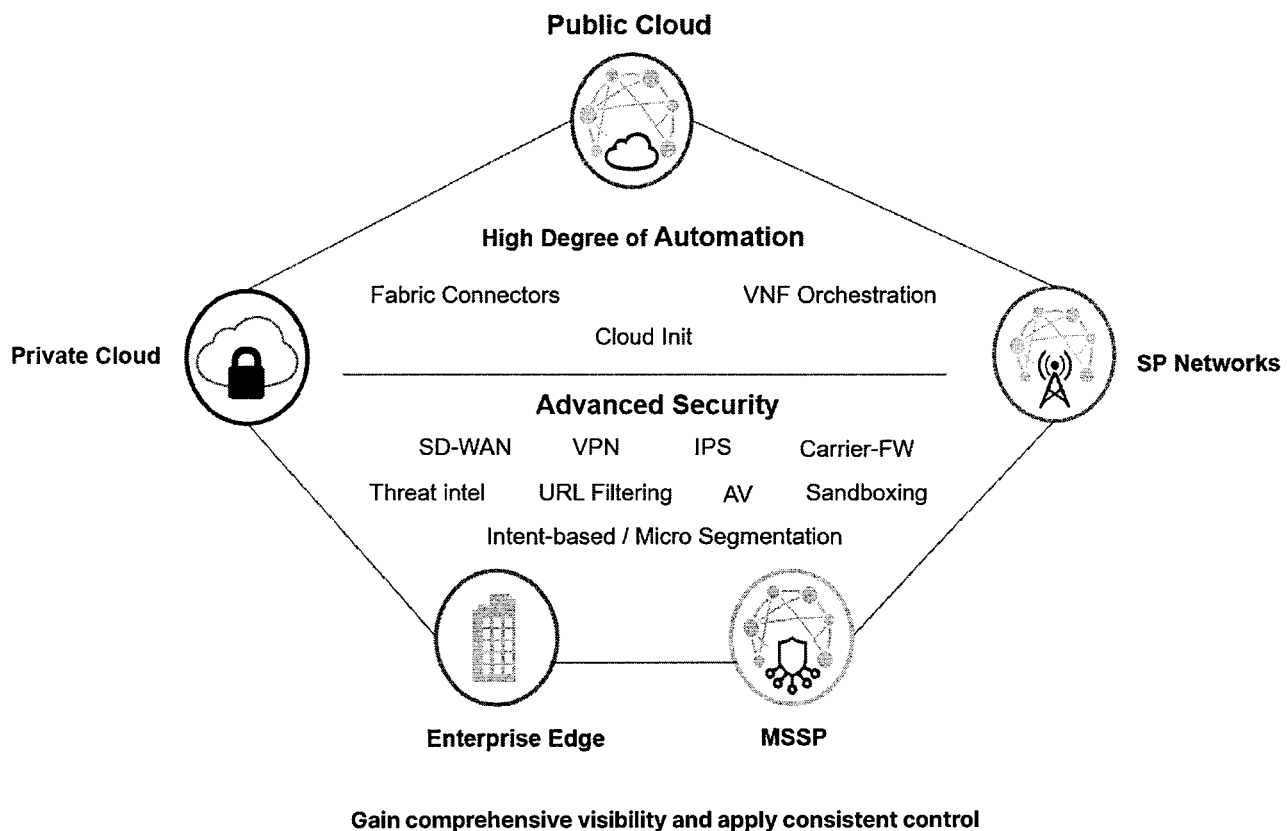 Public Cloud
High Degree of Automation
Fabric Connectors VNF Orchestration
Cloud Init
Private Cloud
SP Networks
Advanced Security
SD-WAN VPN IPS Carrier-FW
Threat intel URL Filtering AV Sandboxing
Intent-based / Micro Segmentation
Enterprise Edge MSSP
Gain comprehensive visibility and apply consistent control